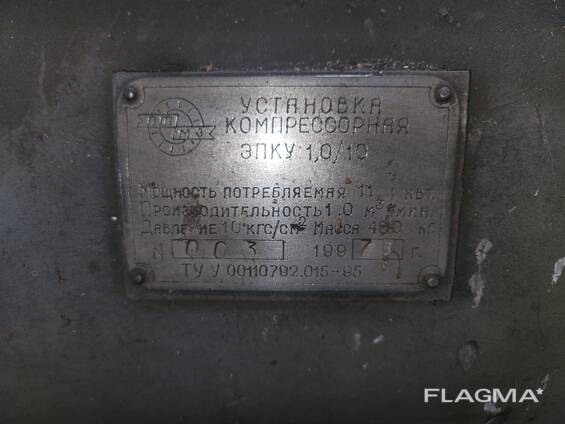 УСТАНОВКА
КОМПРЕССОРНАЯ
ЭПКУ 1,0/10
МОЩНОСТЬ ПОТРЕБЛЯЕМАЯ 11 КВТ.
ПРОИЗВОДИТЕЛЬНОСТЬ 1.0 М³/МИН.
ДАВЛЕНИЕ 10 КГС/СМ² МАССА КГ
N 003 1997 Г.
ТУ У 00110792.015-95
FLAGMA